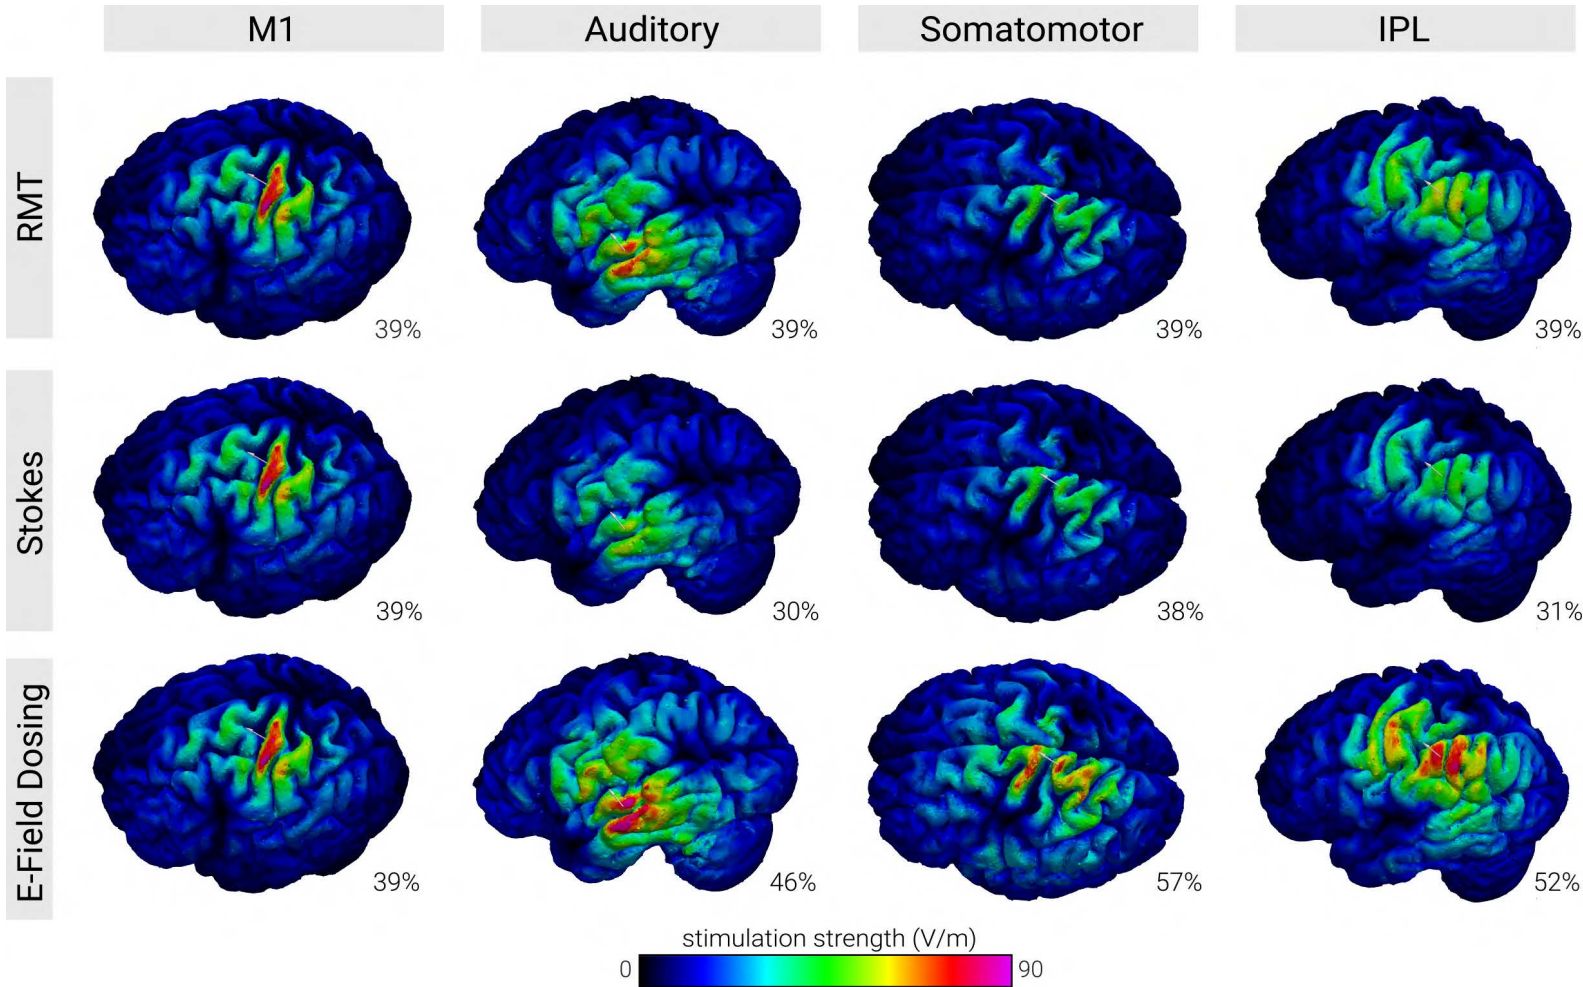 M1 Auditory Somatomotor IPL
RMT
39% 39% 39% 39%
Stokes
39% 30% 38% 31%
E-Field Dosing
39% 46% 57% 52%
stimulation strength (V/m)
0 90